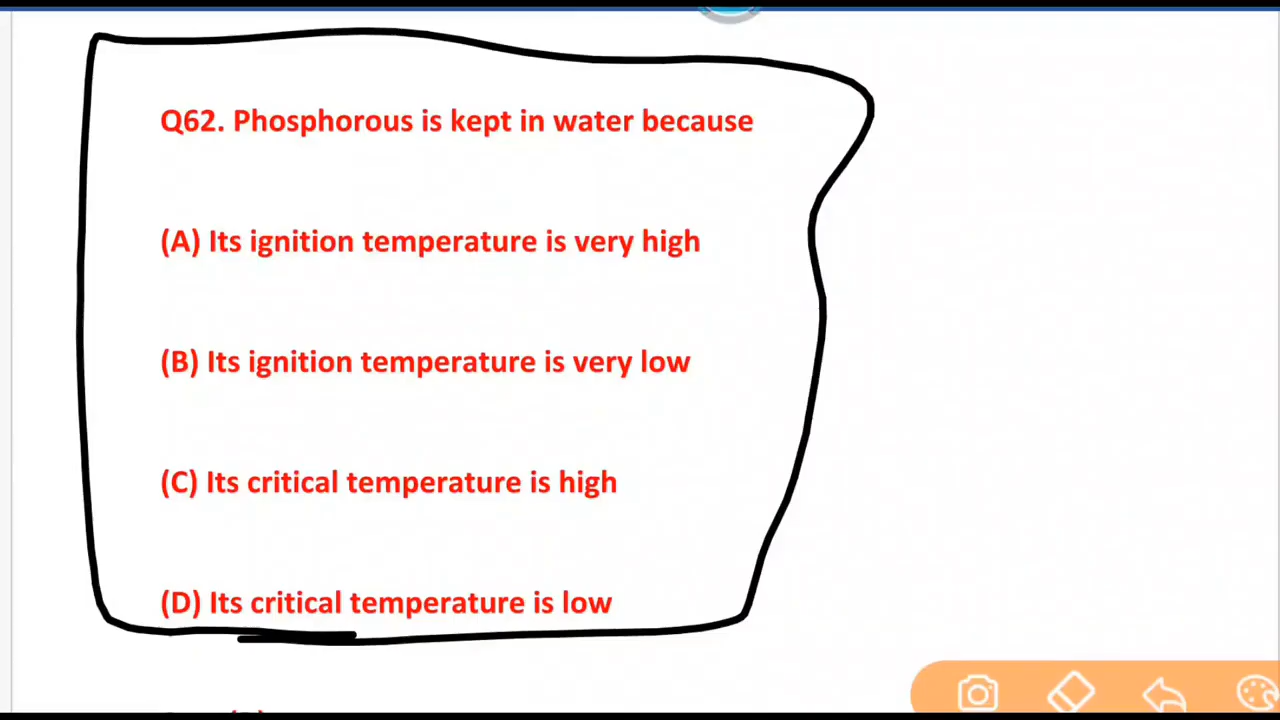 Q62. Phosphorous is kept in water because
(A) Its ignition temperature is very high
(B) Its ignition temperature is very low
(C) Its critical temperature is high
(D) Its critical temperature is low